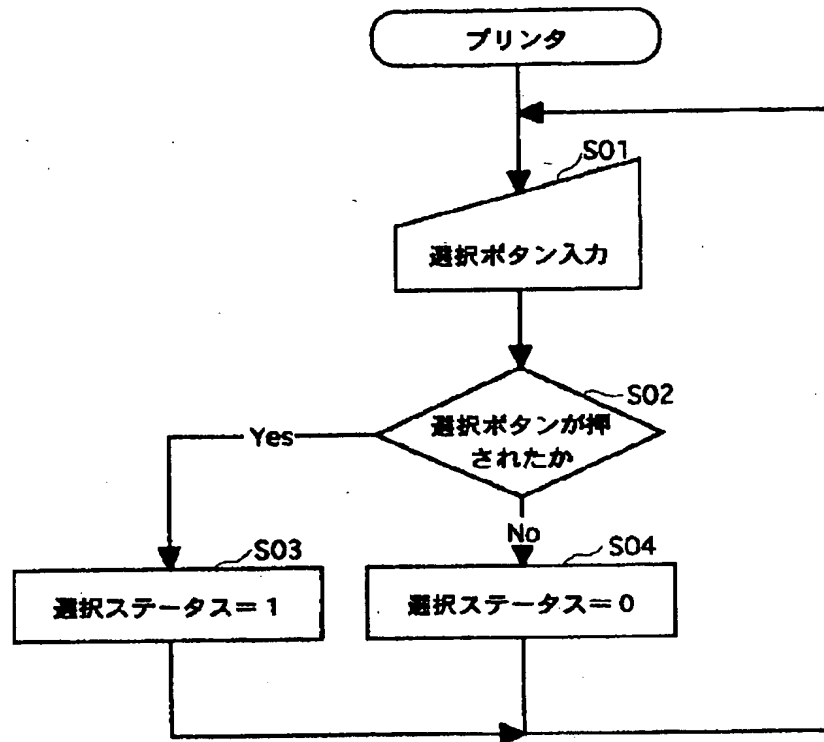 プリンタ
S01
選択ボタン入力
S02
選択ボタンが押
されたか
Yes
No
S03
選択ステータス＝1
S04
選択ステータス＝0